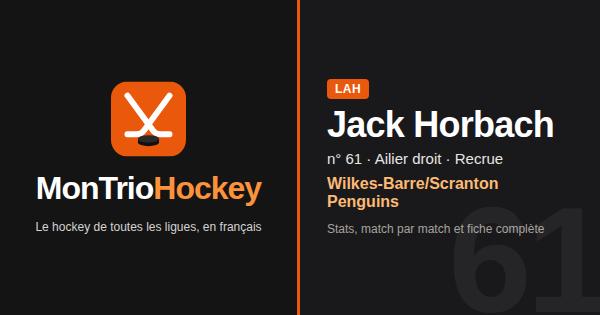 MonTrioHockey
Le hockey de toutes les ligues, en français
LAH
Jack Horbach
n° 61 · Ailier droit · Recrue
Wilkes-Barre/Scranton
Penguins
Stats, match par match et fiche complète
61